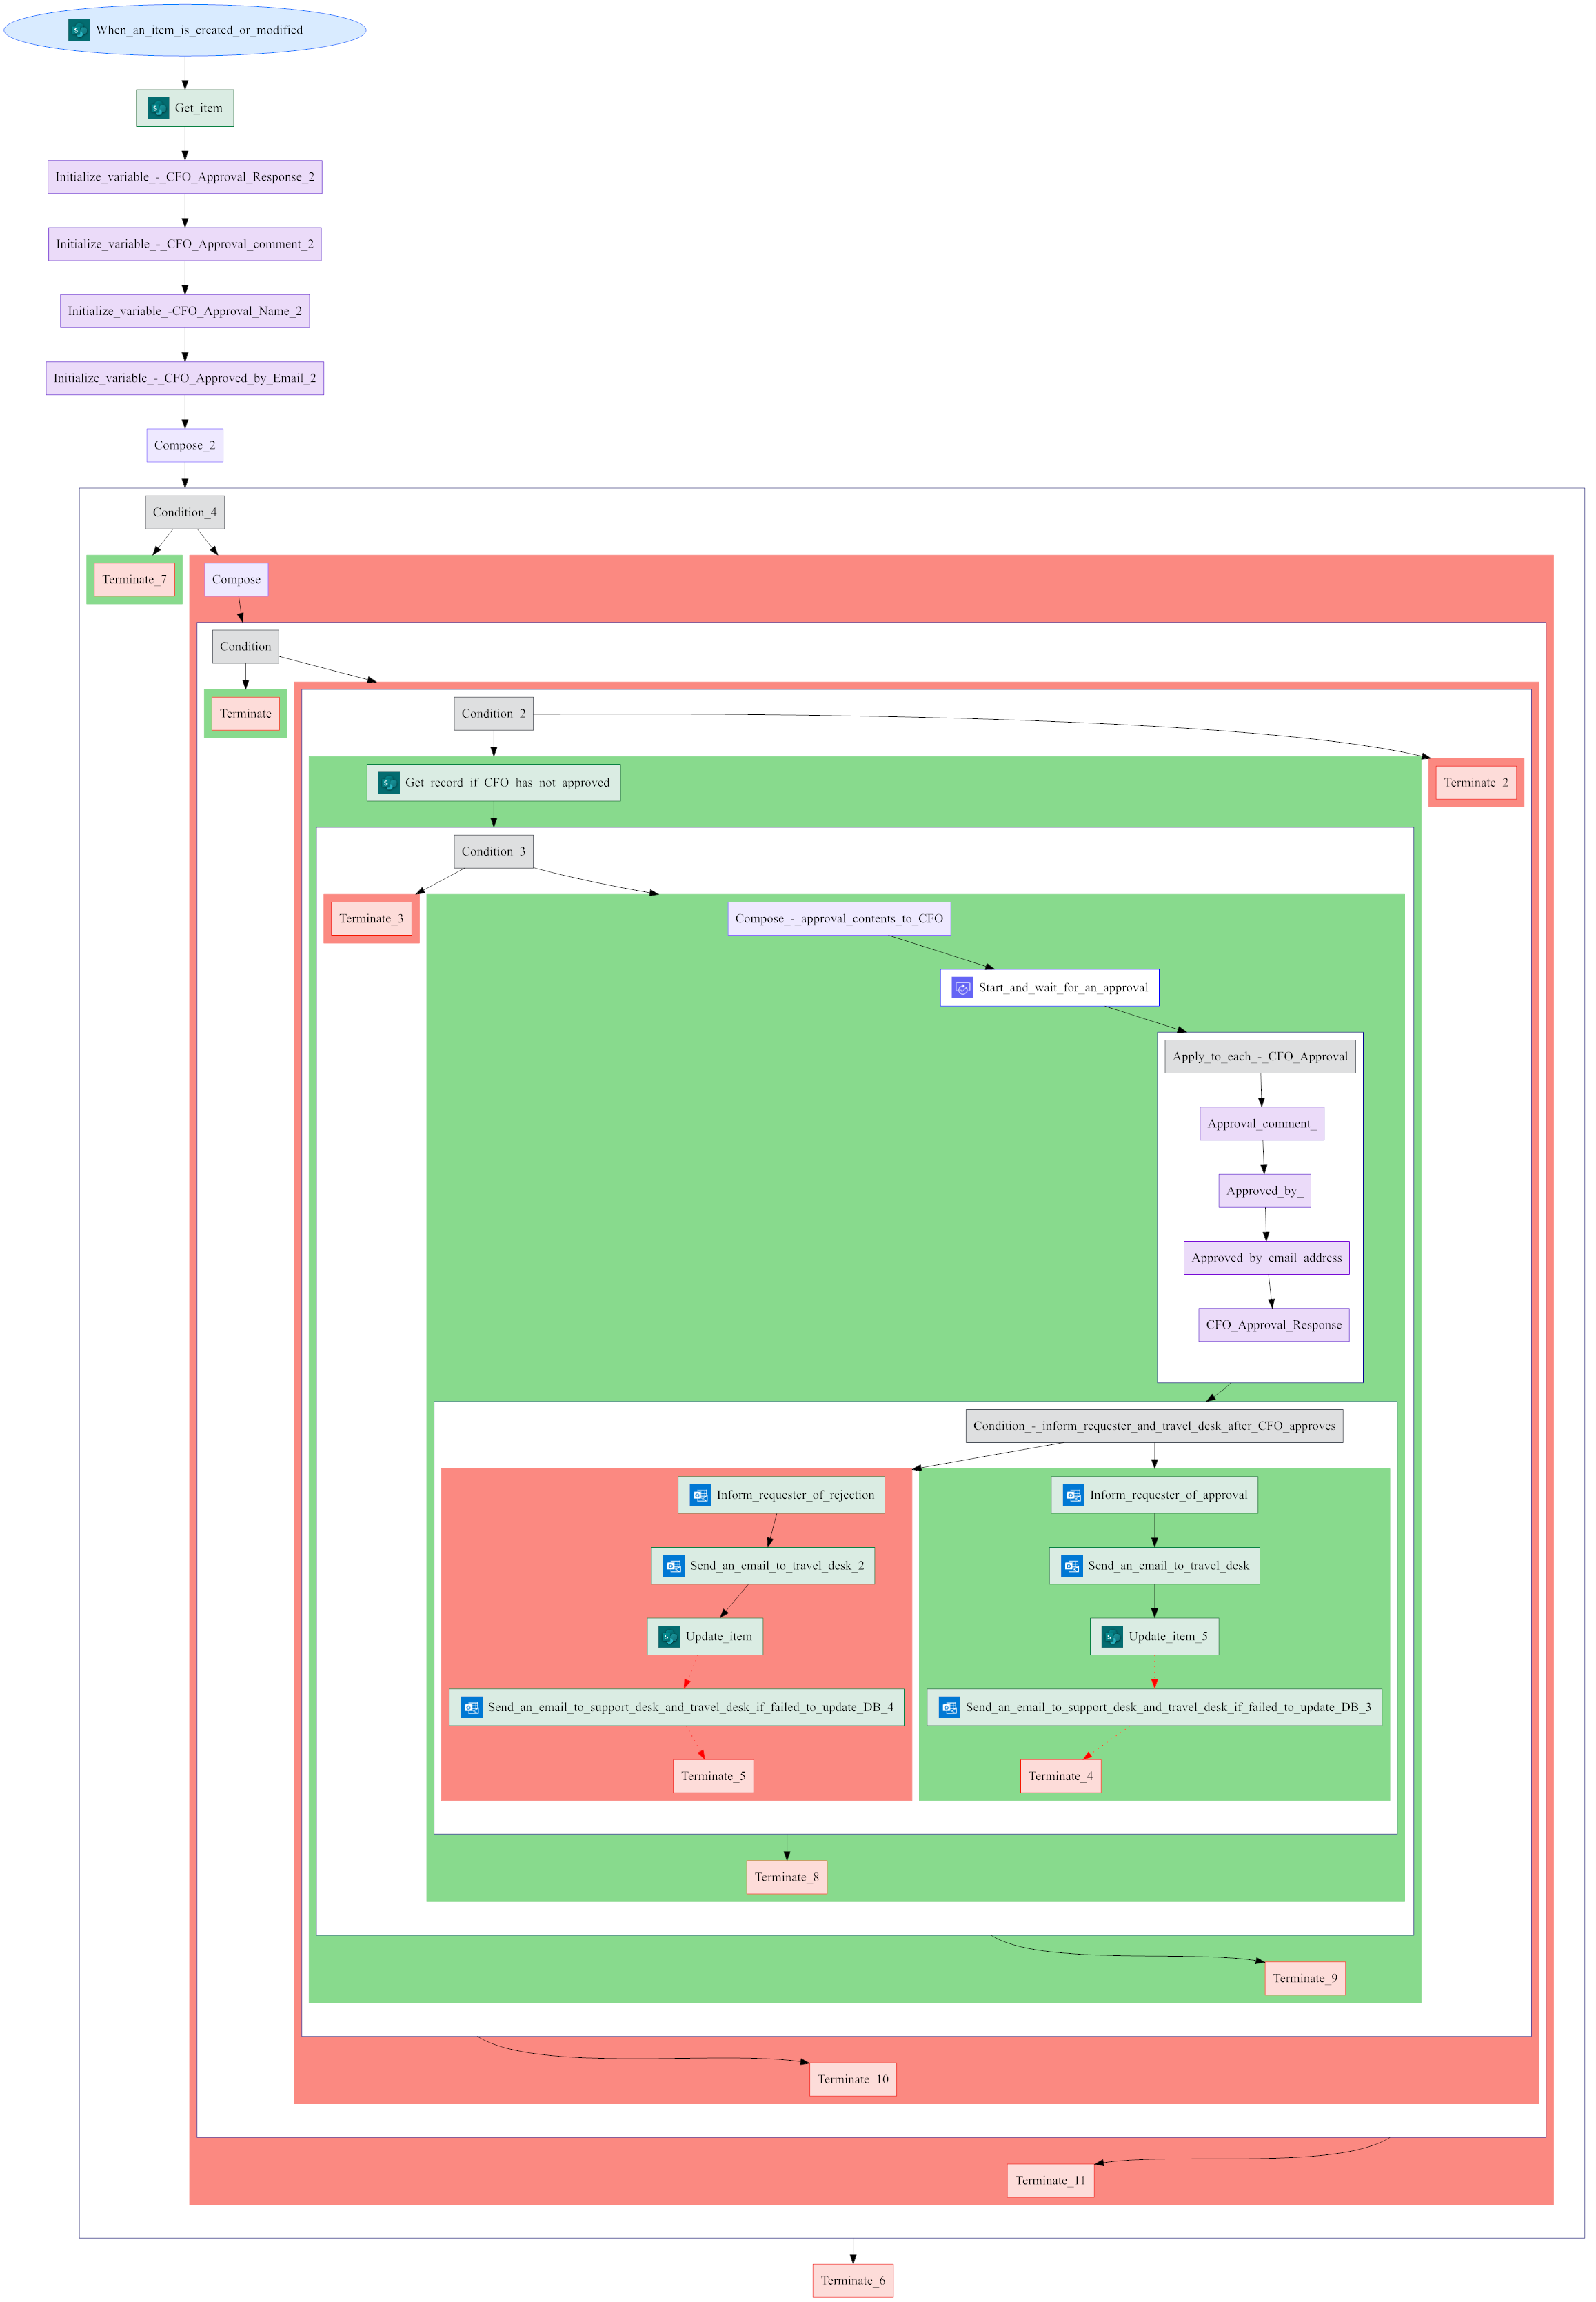 When_an_item_is_created_or_modified
Get_item
Initialize_variable_-_CFO_Approval_Response_2
Initialize_variable_-_CFO_Approval_comment_2
Initialize_variable_-CFO_Approval_Name_2
Initialize_variable_-_CFO_Approved_by_Email_2
Compose_2
Condition_4
Terminate_7
Compose
Condition
Terminate
Condition_2
Get_record_if_CFO_has_not_approved
Terminate_2
Condition_3
Terminate_3
Compose_-_approval_contents_to_CFO
Start_and_wait_for_an_approval
Apply_to_each_-_CFO_Approval
Approval_comment_
Approved_by_
Approved_by_email_address
CFO_Approval_Response
Condition_-_inform_requester_and_travel_desk_after_CFO_approves
Inform_requester_of_rejection
Inform_requester_of_approval
Send_an_email_to_travel_desk_2
Send_an_email_to_travel_desk
Update_item
Update_item_5
Send_an_email_to_support_desk_and_travel_desk_if_failed_to_update_DB_4
Send_an_email_to_support_desk_and_travel_desk_if_failed_to_update_DB_3
Terminate_5
Terminate_4
Terminate_8
Terminate_9
Terminate_10
Terminate_11
Terminate_6